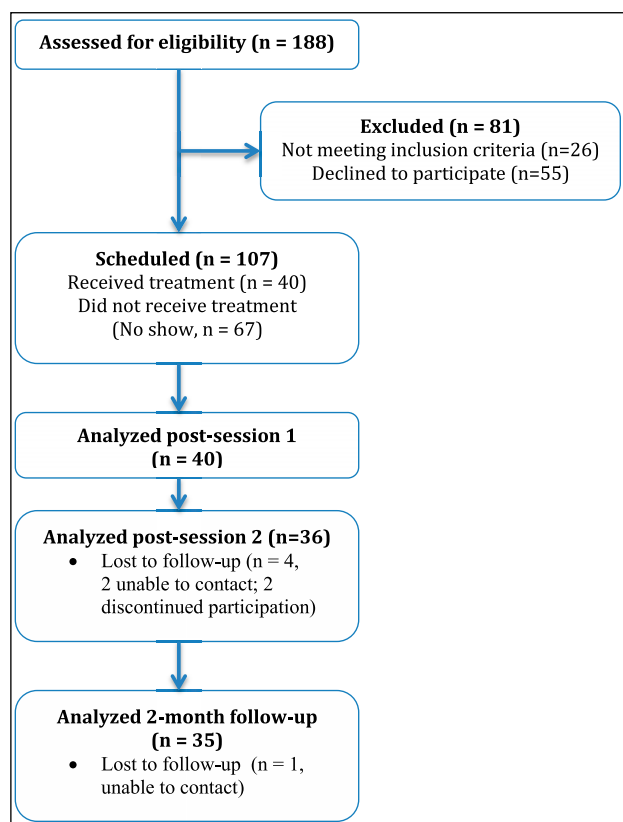 Assessed for eligibility (n = 188)
Excluded (n = 81)
Not meeting inclusion criteria (n=26)
Declined to participate (n=55)
Scheduled (n = 107)
Received treatment (n = 40)
Did not receive treatment
(No show, n = 67)
Analyzed post-session 1
(n = 40)
Analyzed post-session 2 (n=36)
• Lost to follow-up (n = 4,
2 unable to contact; 2
discontinued participation)
Analyzed 2-month follow-up
(n = 35)
• Lost to follow-up (n = 1,
unable to contact)